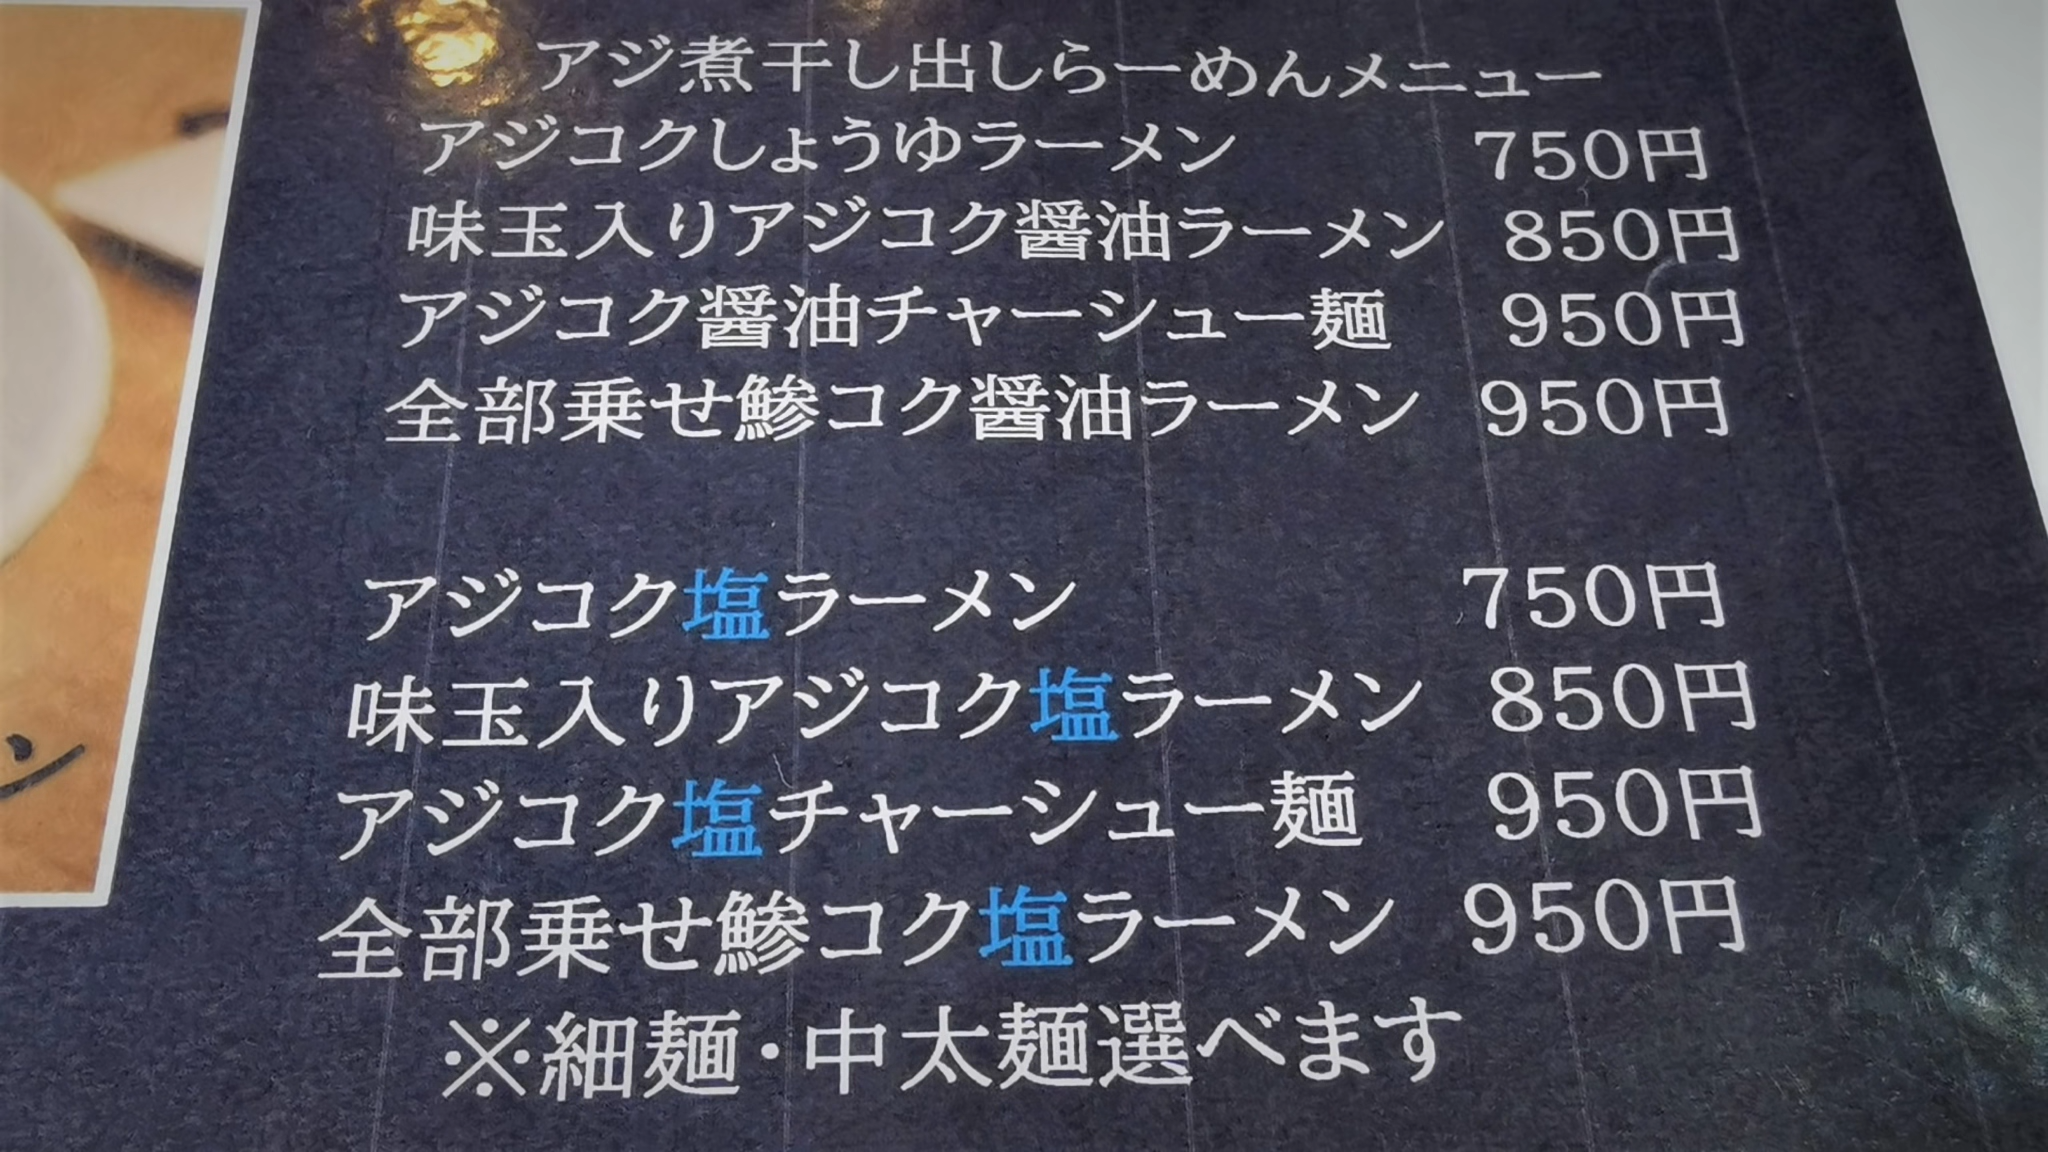 アジ煮干し出しらーめんメニュー
アジコクしょうゆラーメン 750円
味玉入りアジコク醤油ラーメン 850円
アジコク醤油チャーシュー麺 950円
全部乗せ鯵コク醤油ラーメン 950円
アジコク塩ラーメン 750円
味玉入りアジコク塩ラーメン 850円
アジコク塩チャーシュー麺 950円
全部乗せ鯵コク塩ラーメン 950円
※細麺・中太麺選べます
ン